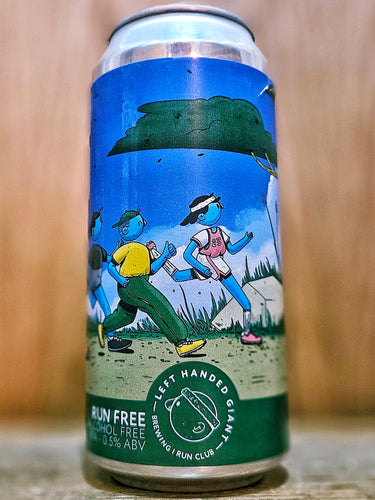 RUN FREE
ALCOHOL FREE
- 0.5% ABV
LEFT HANDED GIANT
BREWING | RUN CLUB